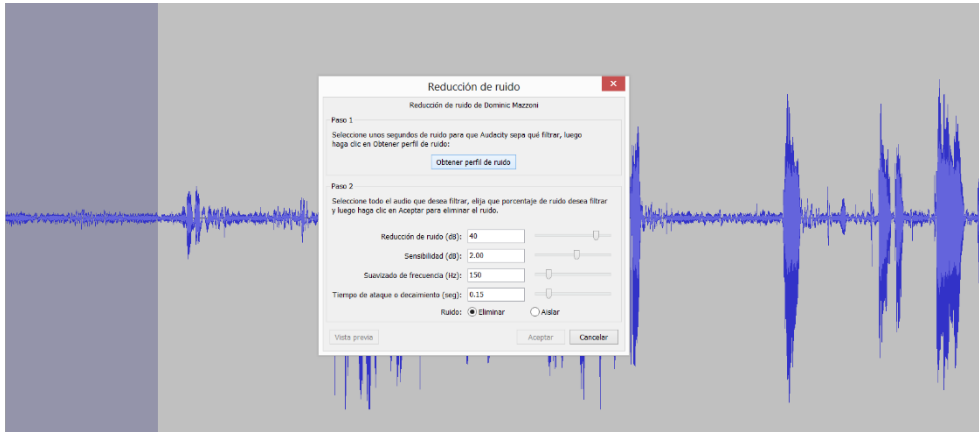 Reducción de ruido
Reducción de ruido de Dominic Mazzoni
Paso 1
Seleccione unos segundos de ruido para que Audacity sepa qué filtrar, luego
haga clic en Obtener perfil de ruido:
Obtener perfil de ruido
Paso 2
Seleccione todo el audio que desea filtrar, elija que porcentaje de ruido desea filtrar
y luego haga clic en Aceptar para eliminar el ruido.
Reducción de ruido (dB): 40
Sensibilidad (dB): 2.00
Suavizado de frecuencia (Hz): 150
Tiempo de ataque o decaimiento (seg): 0.15
Ruido: Eliminar Aislar
Vista previa Aceptar Cancelar